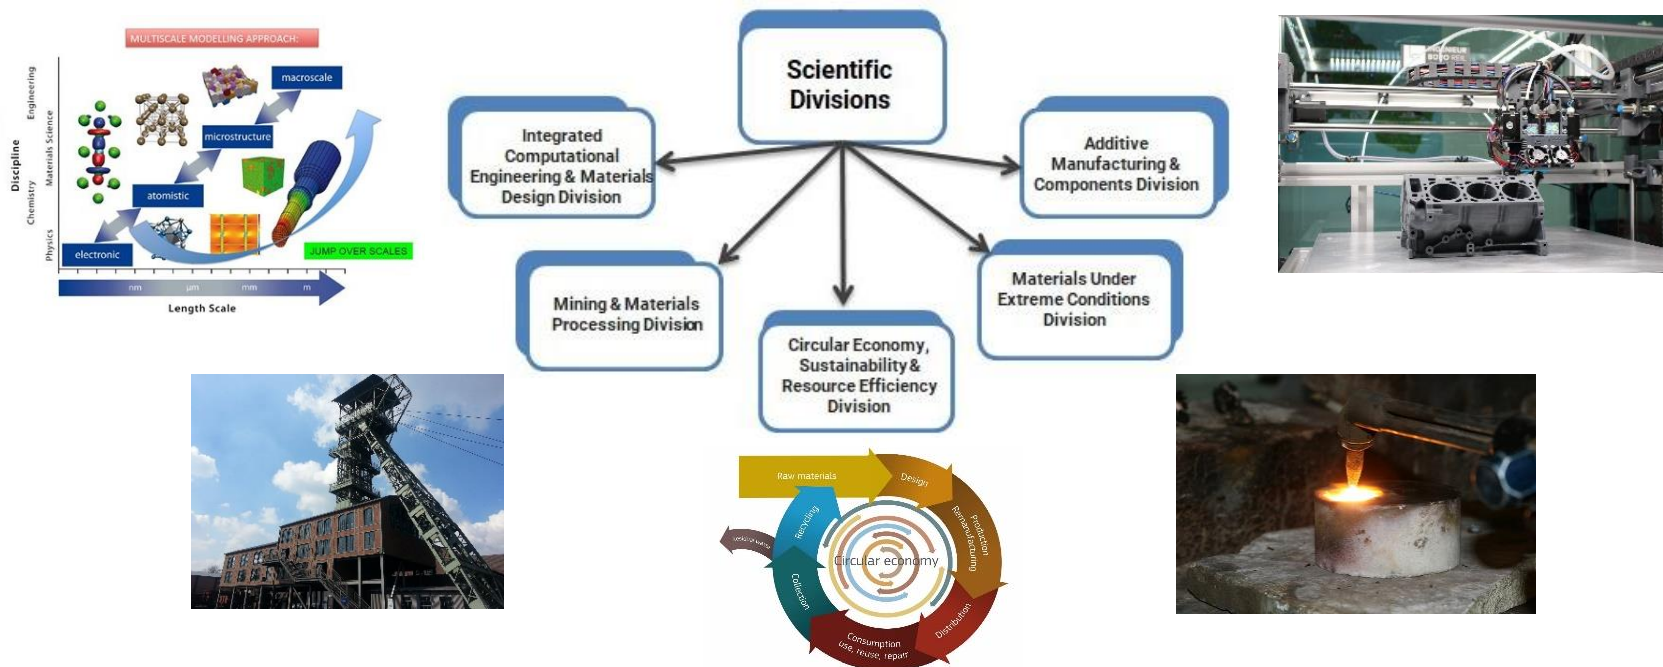 MULTISCALE MODELLING APPROACH:
Discipline
Engineering
Materials Science
Chemistry
Physics
macroscale
microstructure
atomistic
electronic
JUMP OVER SCALES
nm
μm
mm
m
Length Scale
Scientific
Divisions
Integrated
Computational
Engineering & Materials
Design Division
Additive
Manufacturing &
Components Division
Mining & Materials
Processing Division
Materials Under
Extreme Conditions
Division
Circular Economy,
Sustainability &
Resource Efficiency
Division
Raw materials
Design
Production
Remanufacturing
Distribution
Consumption
use, reuse, repair
Collection
Recycling
Circular economy